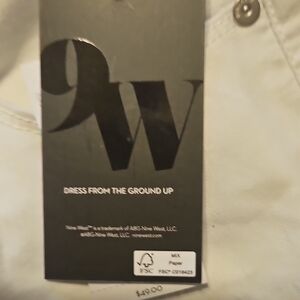 9W
DRESS FROM THE GROUND UP
Nine West™ is a trademark of ABG-Nine West, LLC.
©ABG-Nine West, LLC. ninewest.com
FSC
MIX
Paper
FSC® C019423
$49.00